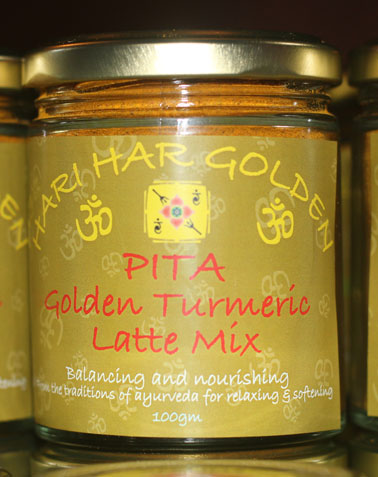 HARI HAR GOLDEN
ॐ ॐ
PITA
Golden Turmeric
Latte Mix
Balancing and nourishing
from the traditions of ayurveda for relaxing & softening
100gm